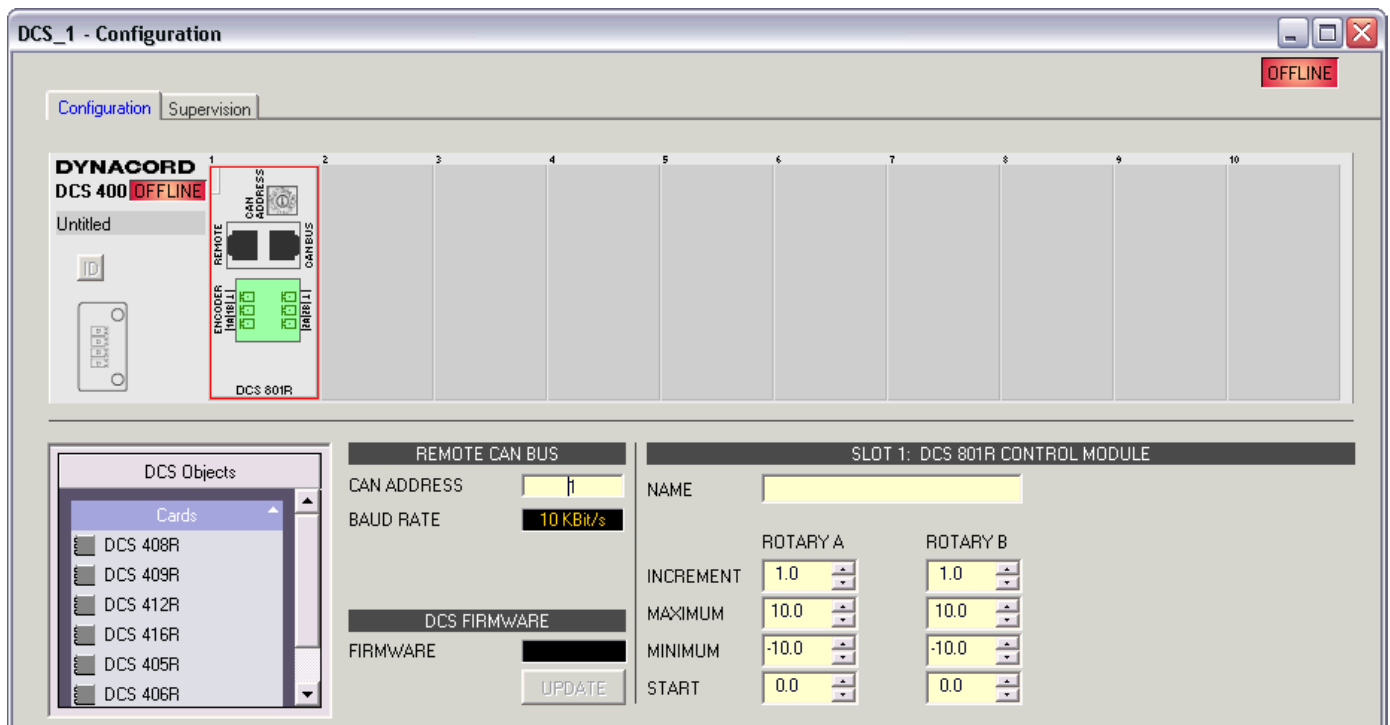 DCS_1 - Configuration
OFFLINE
Configuration
Supervision
1 2 3 4 5 6 7 8 9 10
DYNACORD
DCS 400 OFFLINE
Untitled
ID
CAN
ADDRESS
REMOTE
CAN BUS
ENCODER
DCS 801R
DCS Objects
Cards
DCS 408R
DCS 409R
DCS 412R
DCS 416R
DCS 405R
DCS 406R
REMOTE CAN BUS
CAN ADDRESS 1
BAUD RATE 10 KBit/s
DCS FIRMWARE
FIRMWARE
UPDATE
SLOT 1: DCS 801R CONTROL MODULE
NAME
ROTARY A ROTARY B
INCREMENT 1.0 1.0
MAXIMUM 10.0 10.0
MINIMUM -10.0 -10.0
START 0.0 0.0